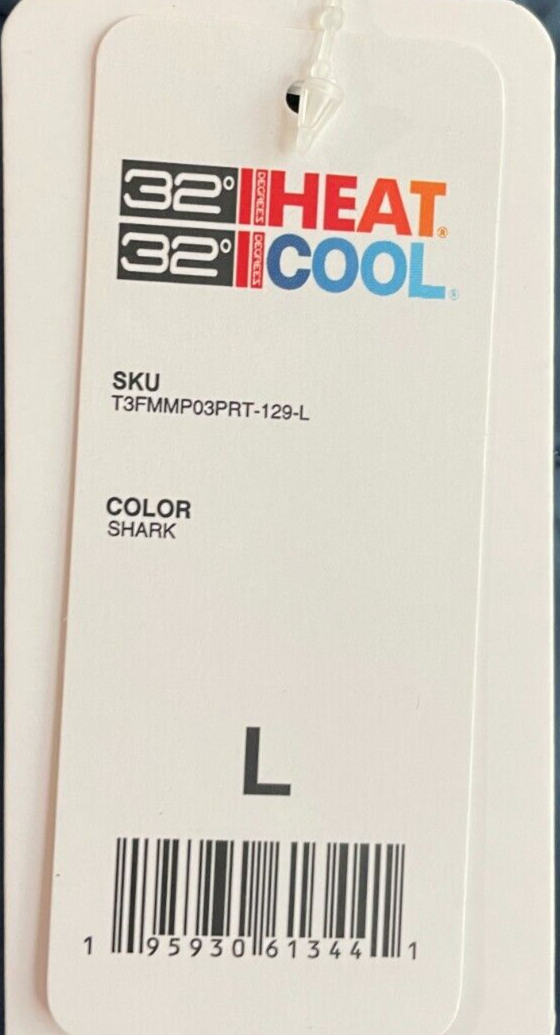 32° DEGREES HEAT®
32° DEGREES COOL®
SKU
T3FMMP03PRT-129-L
COLOR
SHARK
L
1 95930 61344 1